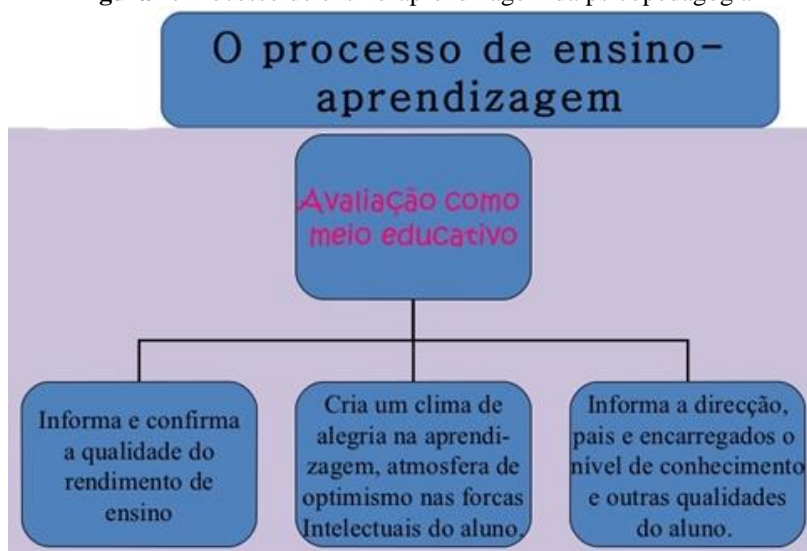 O processo de ensino-
aprendizagem
Avaliação como
meio educativo
Informa e confirma
a qualidade do
rendimento de
ensino
Cria um clima de
alegria na aprendi-
zagem, atmosfera de
optimismo nas forcas
Intelectuais do aluno.
Informa a direcção,
pais e encarregados o
nível de conhecimento
e outras qualidades
do aluno.